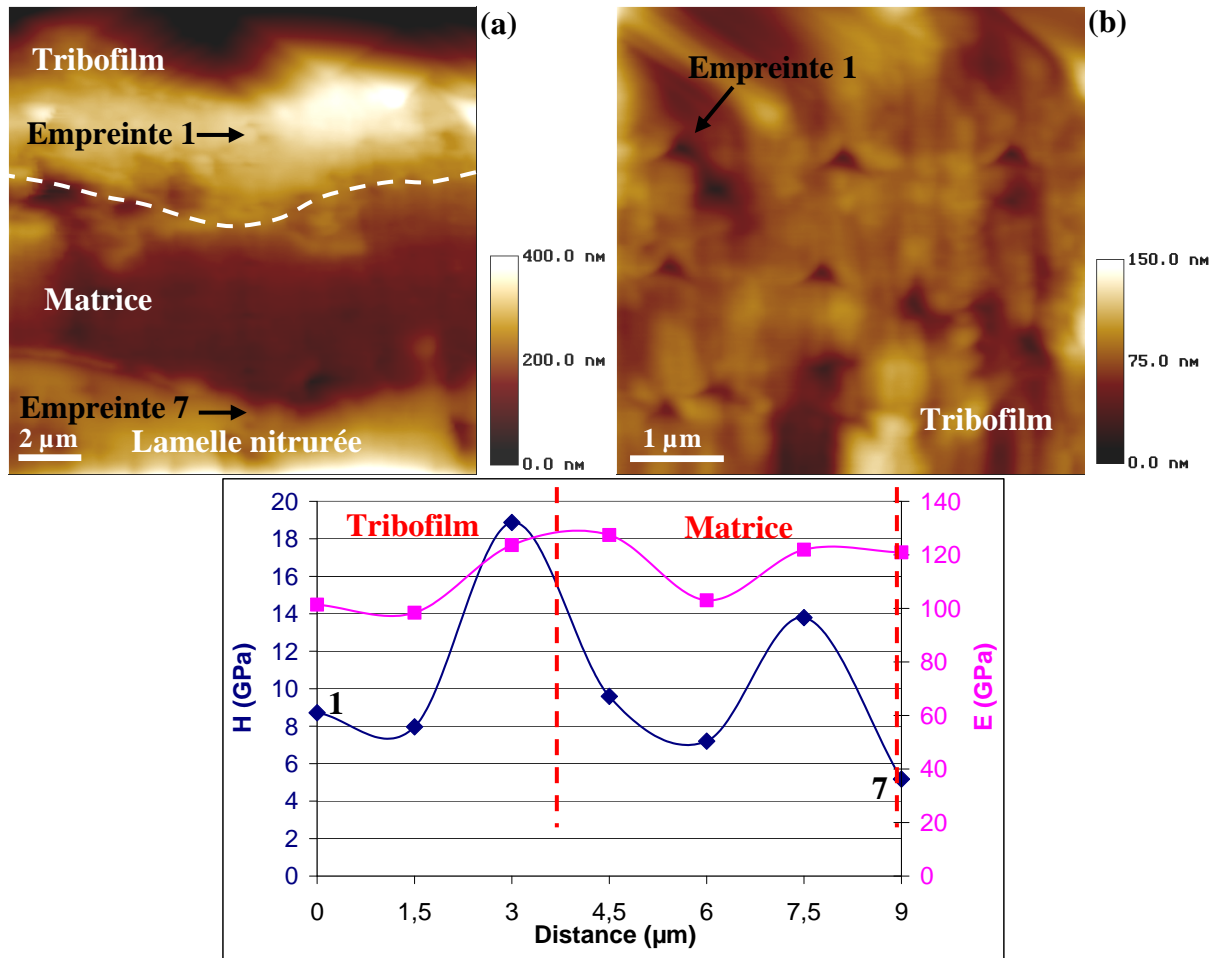 (a)
Tribofilm
Empreinte 1
Matrice
Empreinte 7
Lamelle nitrurée
2 µm
400.0 nm
200.0 nm
0.0 nm
(b)
Empreinte 1
Tribofilm
1 µm
150.0 nm
75.0 nm
0.0 nm
Tribofilm
Matrice
H (GPa)
20
18
16
14
12
10
8
6
4
2
0
1
7
E (GPa)
140
120
100
80
60
40
20
0
0 1,5 3 4,5 6 7,5 9
Distance (µm)